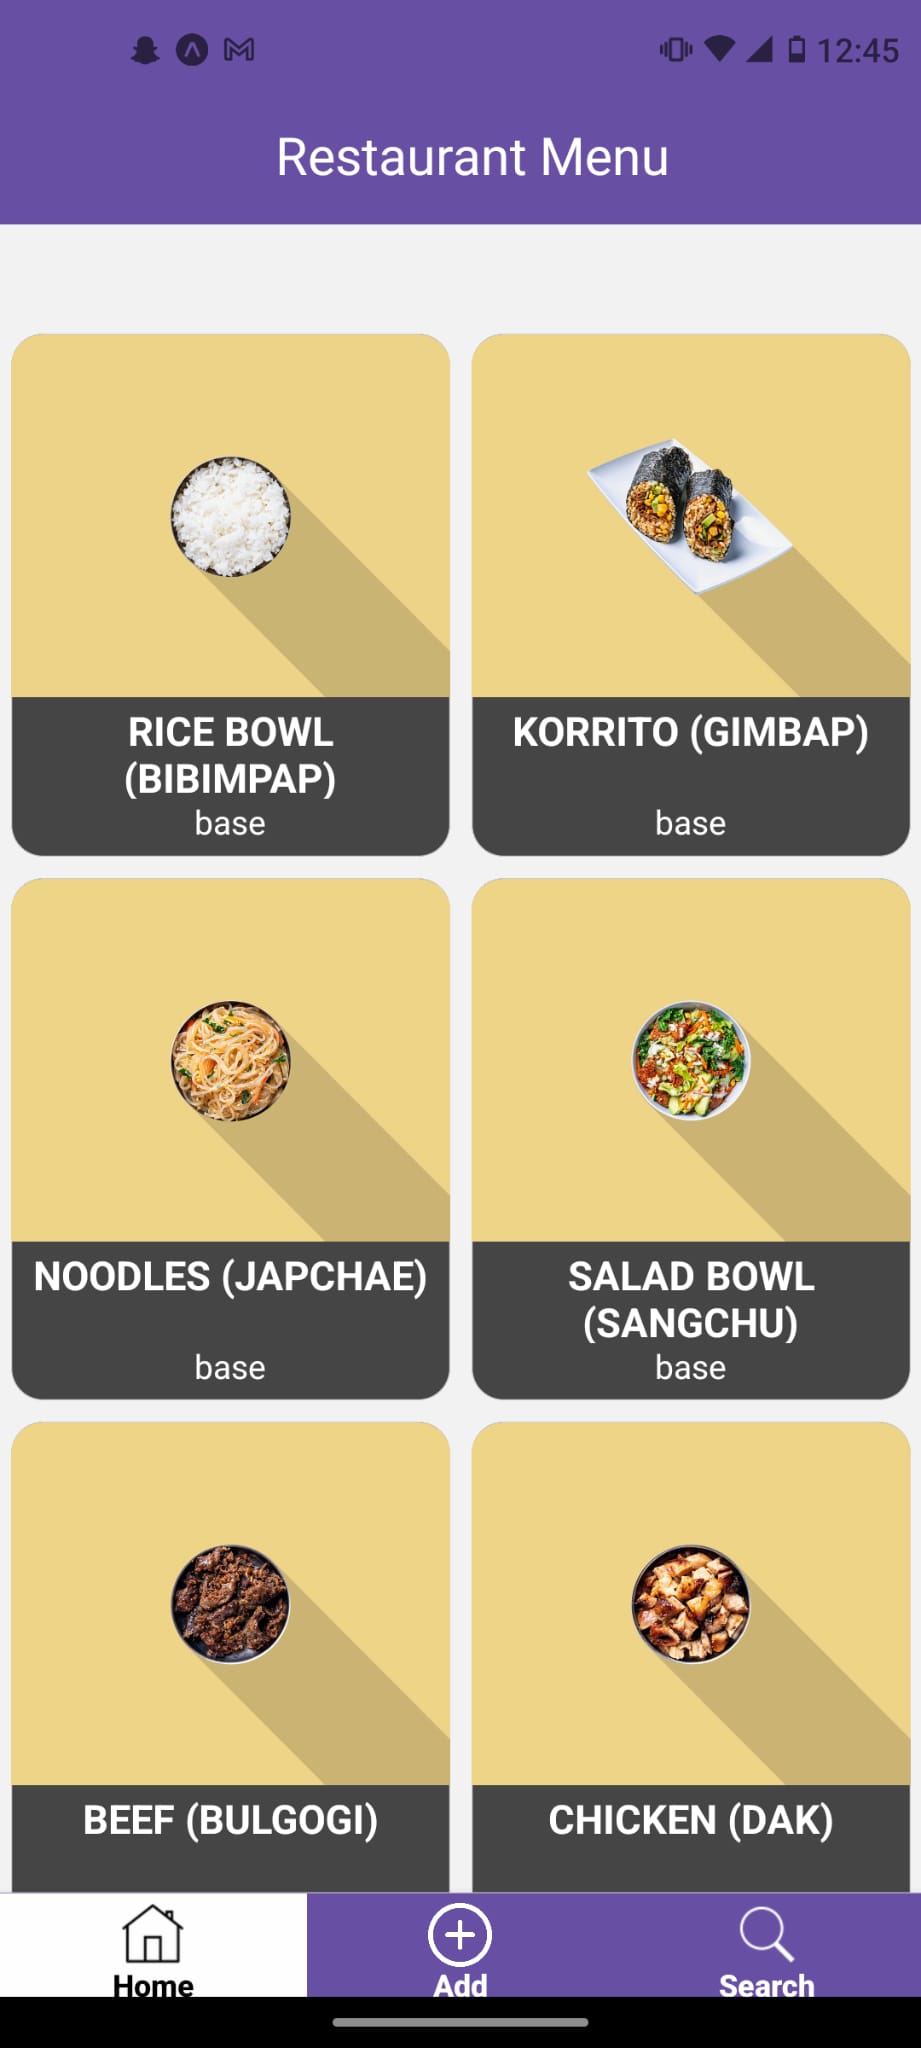 12:45
Restaurant Menu
RICE BOWL
(BIBIMPAP)
base
KORRITO (GIMBAP)
base
NOODLES (JAPCHAE)
base
SALAD BOWL
(SANGCHU)
base
BEEF (BULGOGI)
CHICKEN (DAK)
Home
Add
Search